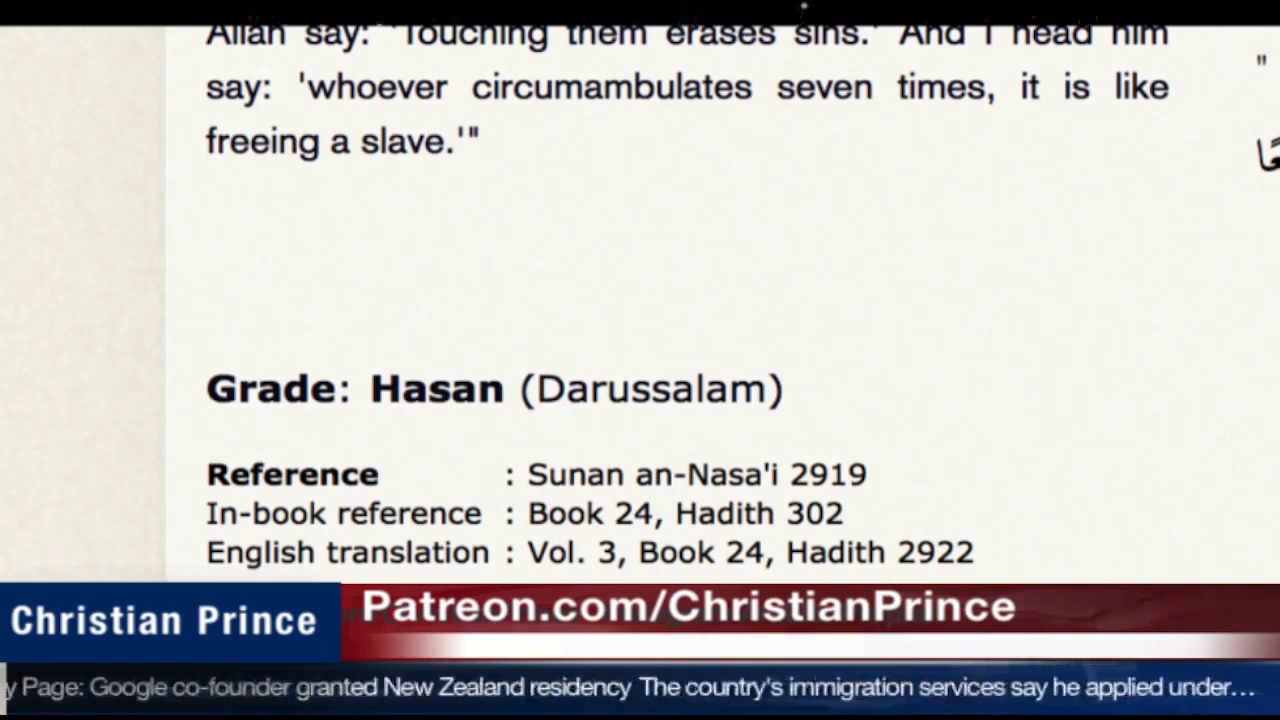 Allah say: 'Touching them erases sins.' And I head him
say: 'whoever circumambulates seven times, it is like
freeing a slave.'"
"
Grade: Hasan (Darussalam)
Reference : Sunan an-Nasa'i 2919
In-book reference : Book 24, Hadith 302
English translation : Vol. 3, Book 24, Hadith 2922
Christian Prince
Patreon.com/ChristianPrince
y Page: Google co-founder granted New Zealand residency The country's immigration services say he applied under...